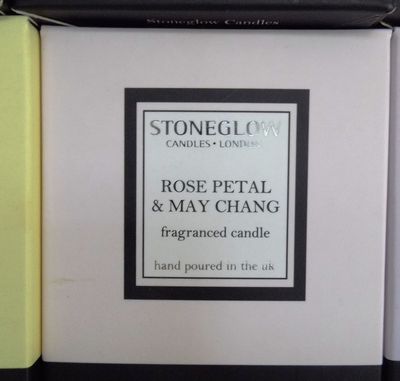 Stoneglow Candles
STONEGLOW
CANDLES • LONDON
ROSE PETAL
& MAY CHANG
fragranced candle
hand poured in the uk